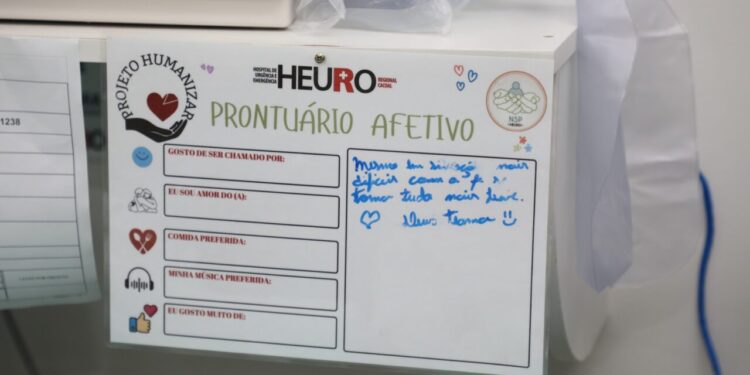 1238
PROJETO HUMANIZAR
HOSPITAL DE
URGÊNCIA E
EMERGÊNCIA
HEURO
REGIONAL
CACOAL
NSP
PRONTUÁRIO AFETIVO
GOSTO DE SER CHAMADO POR:
EU SOU AMOR DO (A):
COMIDA PREFERIDA:
MINHA MÚSICA PREFERIDA:
EU GOSTO MUITO DE:
Mesmo em situação mais
difícil com a fé se
torna tudo mais leve.
Deus